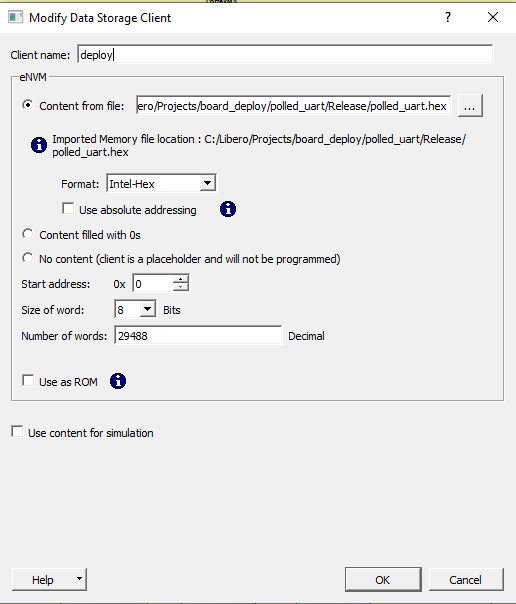 Modify Data Storage Client
Client name: deploy
eNVM
Content from file: ero/Projects/board_deploy/polled_uart/Release/polled_uart.hex ...
Imported Memory file location : C:/Libero/Projects/board_deploy/polled_uart/Release/
polled_uart.hex
Format: Intel-Hex
Use absolute addressing
Content filled with 0s
No content (client is a placeholder and will not be programmed)
Start address: 0x 0
Size of word: 8 Bits
Number of words: 29488 Decimal
Use as ROM
Use content for simulation
Help OK Cancel